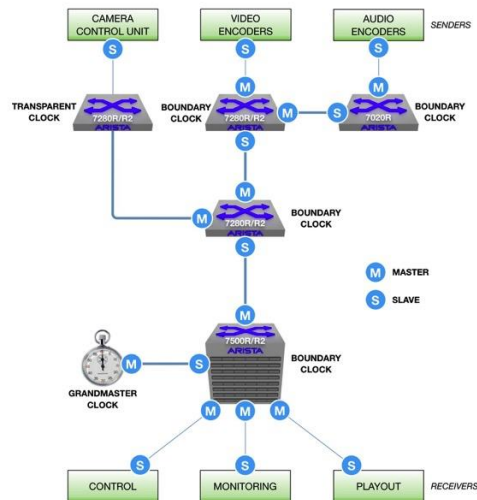 CAMERA
CONTROL UNIT
VIDEO
ENCODERS
AUDIO
ENCODERS
SENDERS
S
S
S
M
M
TRANSPARENT
CLOCK
7280R/R2
ARISTA
BOUNDARY
CLOCK
7280R/R2
ARISTA
M
S
7020R
ARISTA
BOUNDARY
CLOCK
S
M
M
7280R/R2
ARISTA
BOUNDARY
CLOCK
S
M
MASTER
S
SLAVE
M
7500R/R2
ARISTA
BOUNDARY
CLOCK
M
S
GRANDMASTER
CLOCK
M
M
M
S
S
S
CONTROL
MONITORING
PLAYOUT
RECEIVERS